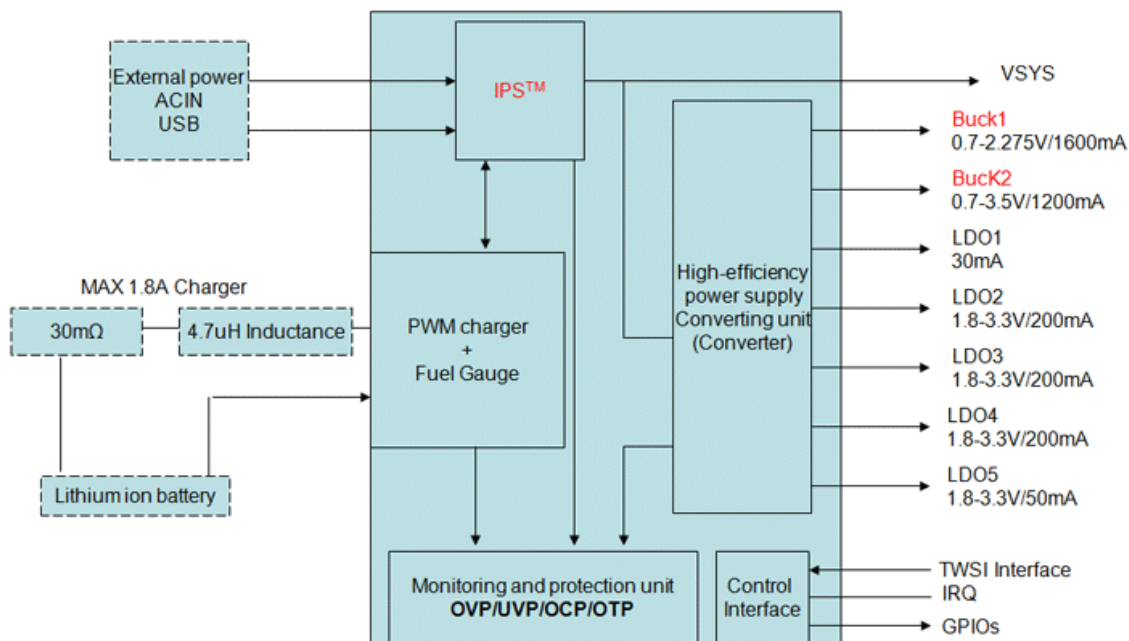 External power
ACIN
USB
IPS™
VSYS
Buck1
0.7-2.275V/1600mA
BucK2
0.7-3.5V/1200mA
LDO1
30mA
LDO2
1.8-3.3V/200mA
LDO3
1.8-3.3V/200mA
LDO4
1.8-3.3V/200mA
LDO5
1.8-3.3V/50mA
High-efficiency
power supply
Converting unit
(Converter)
MAX 1.8A Charger
30mΩ
4.7uH Inductance
PWM charger
+
Fuel Gauge
Lithium ion battery
Monitoring and protection unit
OVP/UVP/OCP/OTP
Control
Interface
TWSI Interface
IRQ
GPIOs